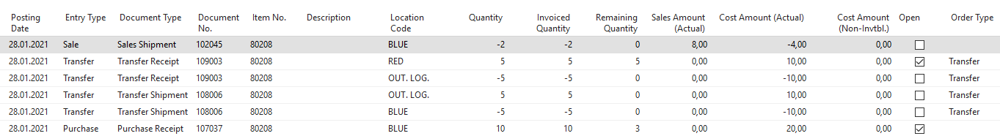 Posting Date Entry Type Document Type Document No. Item No. Description Location Code Quantity Invoiced Quantity Remaining Quantity Sales Amount (Actual) Cost Amount (Actual) Cost Amount (Non-Invtbl.) Open Order Type
28.01.2021 Sale Sales Shipment 102045 80208 BLUE -2 -2 0 8,00 -4,00 0,00
28.01.2021 Transfer Transfer Receipt 109003 80208 RED 5 5 5 0,00 10,00 0,00 Transfer
28.01.2021 Transfer Transfer Receipt 109003 80208 OUT. LOG. -5 -5 0 0,00 -10,00 0,00 Transfer
28.01.2021 Transfer Transfer Shipment 108006 80208 OUT. LOG. 5 5 0 0,00 10,00 0,00 Transfer
28.01.2021 Transfer Transfer Shipment 108006 80208 BLUE -5 -5 0 0,00 -10,00 0,00 Transfer
28.01.2021 Purchase Purchase Receipt 107037 80208 BLUE 10 10 3 0,00 20,00 0,00